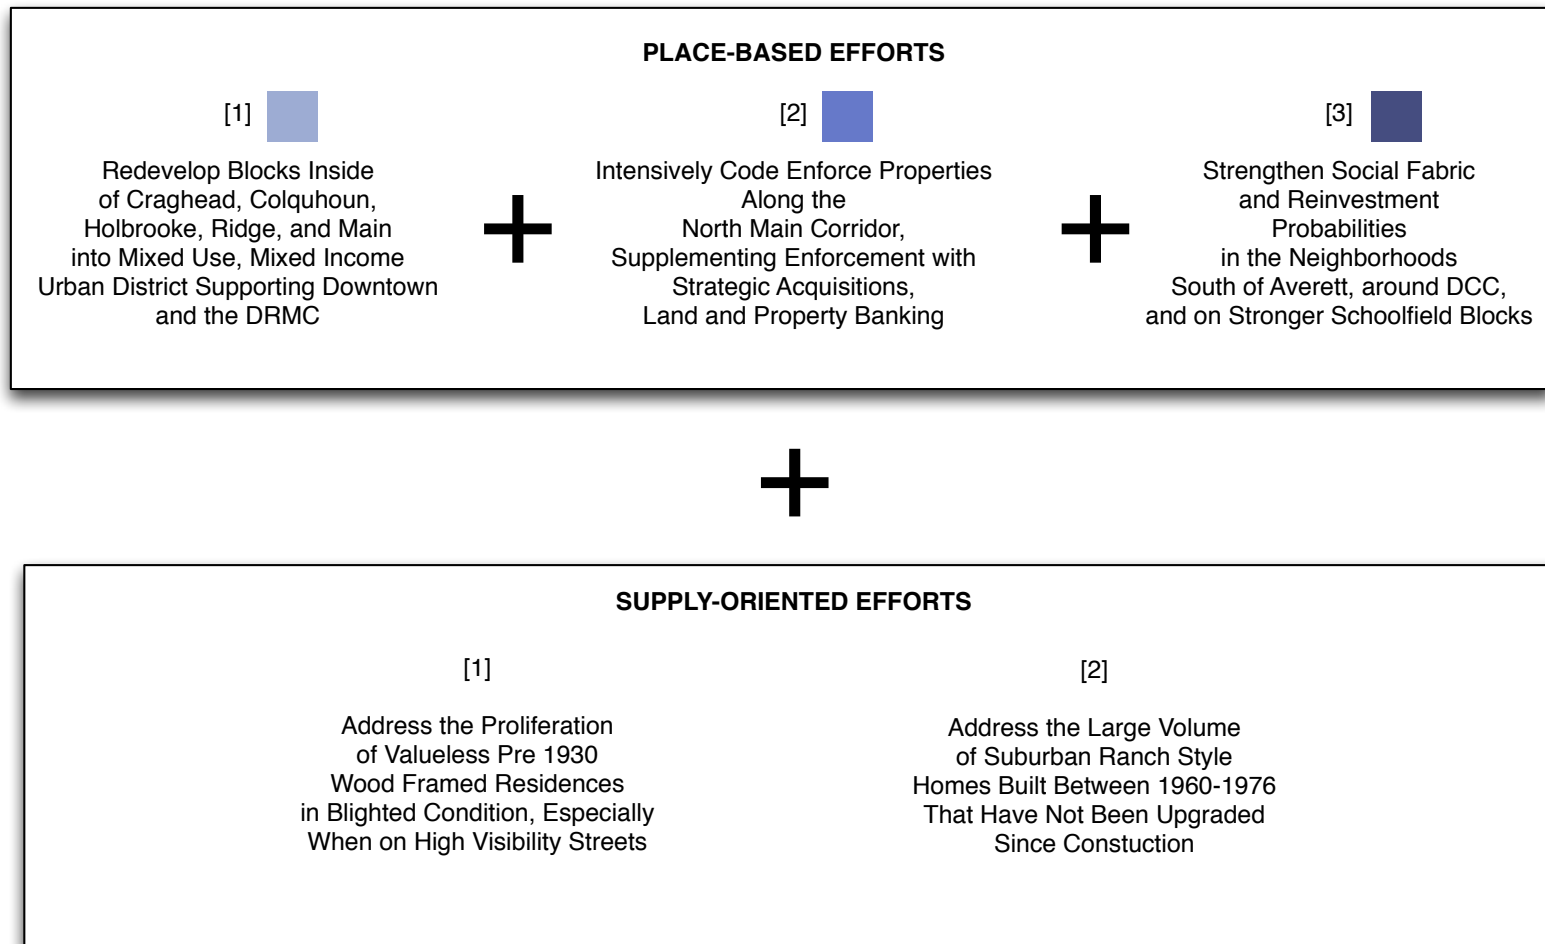 PLACE-BASED EFFORTS
[1]
Redevelop Blocks Inside
of Craghead, Colquhoun,
Holbrooke, Ridge, and Main
into Mixed Use, Mixed Income
Urban District Supporting Downtown
and the DRMC
[2]
Intensively Code Enforce Properties
Along the
North Main Corridor,
Supplementing Enforcement with
Strategic Acquisitions,
Land and Property Banking
[3]
Strengthen Social Fabric
and Reinvestment
Probabilities
in the Neighborhoods
South of Averett, around DCC,
and on Stronger Schoolfield Blocks
SUPPLY-ORIENTED EFFORTS
[1]
Address the Proliferation
of Valueless Pre 1930
Wood Framed Residences
in Blighted Condition, Especially
When on High Visibility Streets
[2]
Address the Large Volume
of Suburban Ranch Style
Homes Built Between 1960-1976
That Have Not Been Upgraded
Since Constuction